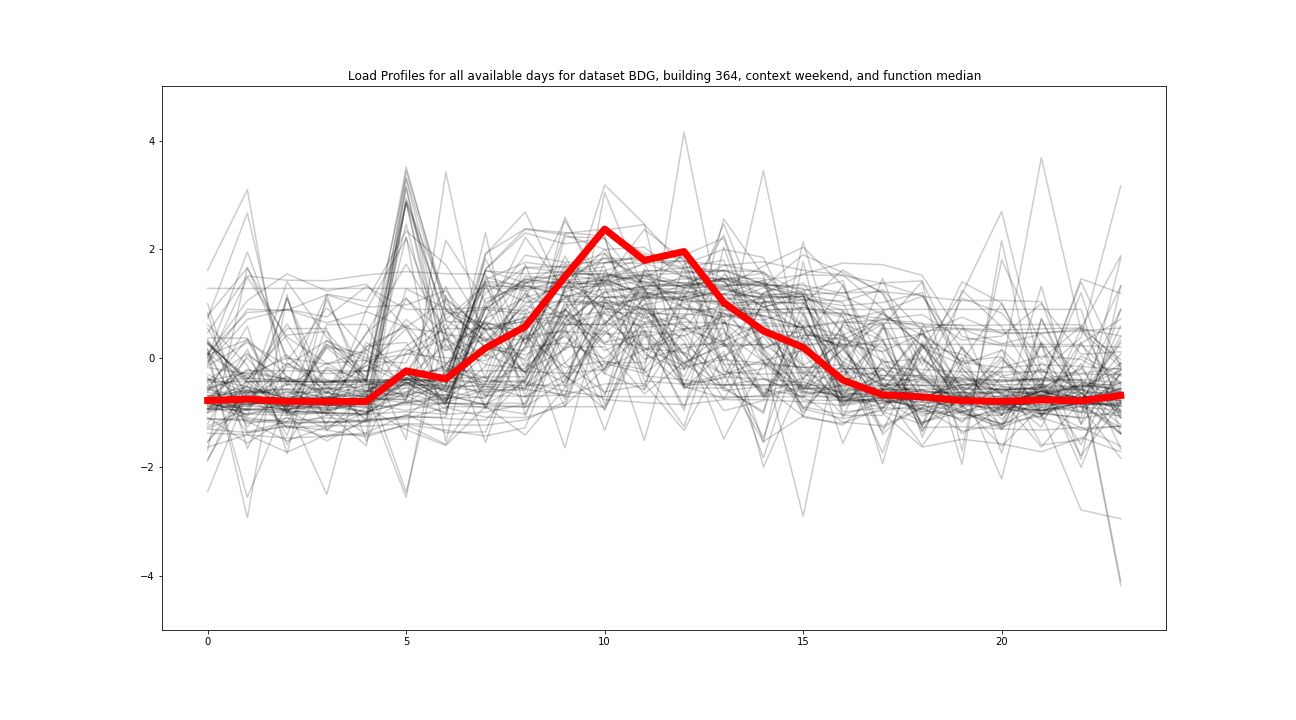 Load Profiles for all available days for dataset BDG, building 364, context weekend, and function median
4
2
0
−2
−4
0 5 10 15 20